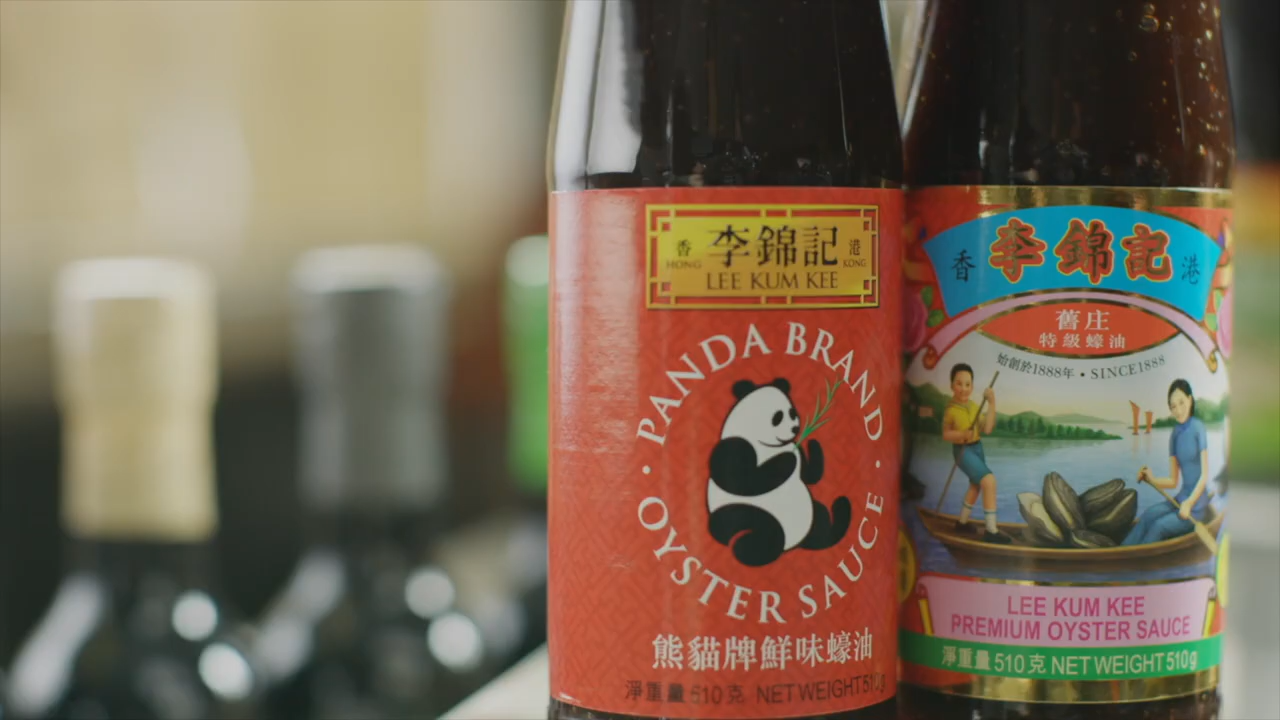 香 李錦記 港
HONG KONG
LEE KUM KEE
PANDA BRAND
OYSTER SAUCE
熊貓牌鮮味蠔油
淨重量 510克 NET WEIGHT 510g
香 李錦記 港
舊庄
特級蠔油
始創於1888年 • SINCE 1888
LEE KUM KEE
PREMIUM OYSTER SAUCE
淨重量 510克 NET WEIGHT 510g